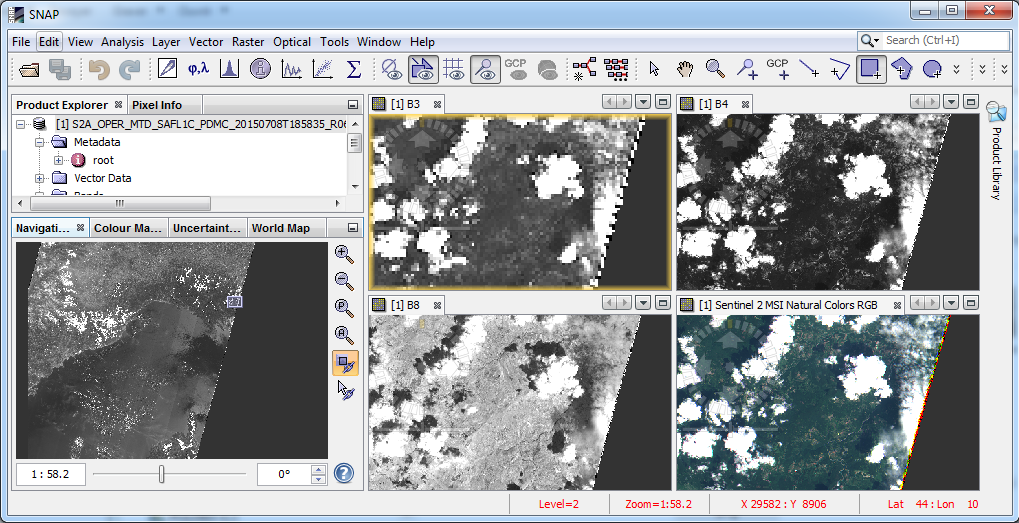 SNAP
File Edit View Analysis Layer Vector Raster Optical Tools Window Help
Search (Ctrl+I)
φ,λ Σ GCP GCP
Product Explorer Pixel Info
[1] S2A_OPER_MTD_SAFL1C_PDMC_20150708T185835_R06
Metadata
root
Vector Data
Bands
[1] B3
[1] B4
Product Library
Navigati... Colour Ma... Uncertaint... World Map
[1] B8
[1] Sentinel 2 MSI Natural Colors RGB
1 : 58.2
0°
Level=2 Zoom=1:58.2 X 29582 : Y 8906 Lat 44 : Lon 10